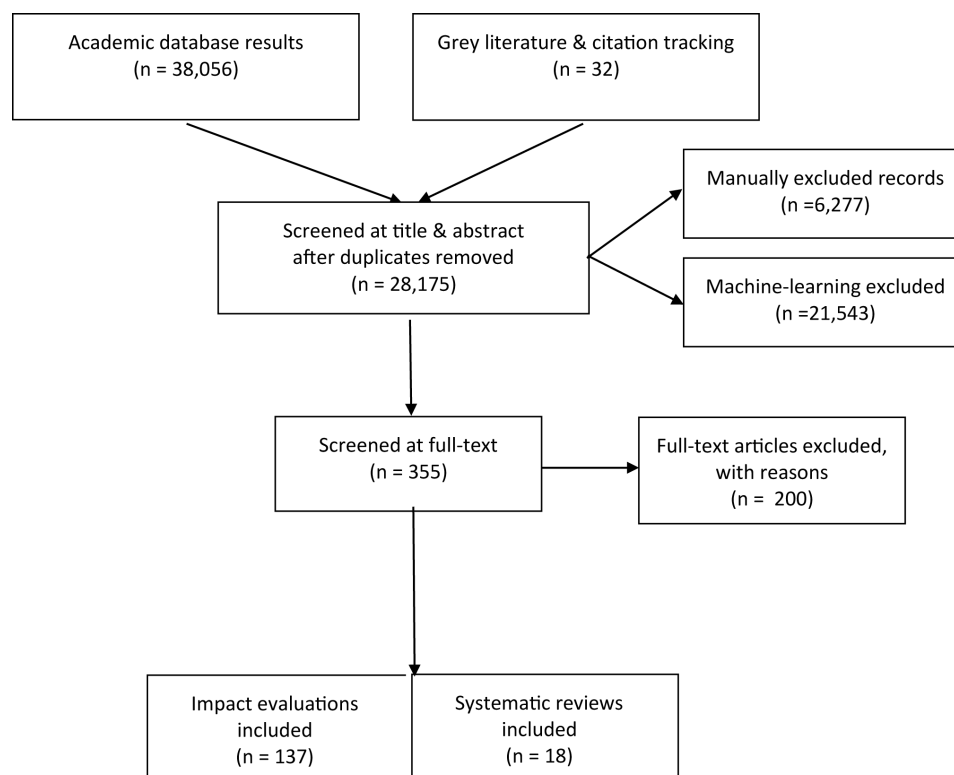 Academic database results
(n = 38,056)
Grey literature & citation tracking
(n = 32)
Manually excluded records
(n =6,277)
Screened at title & abstract
after duplicates removed
(n = 28,175)
Machine-learning excluded
(n =21,543)
Screened at full-text
(n = 355)
Full-text articles excluded,
with reasons
(n = 200)
Impact evaluations
included
(n = 137)
Systematic reviews
included
(n = 18)